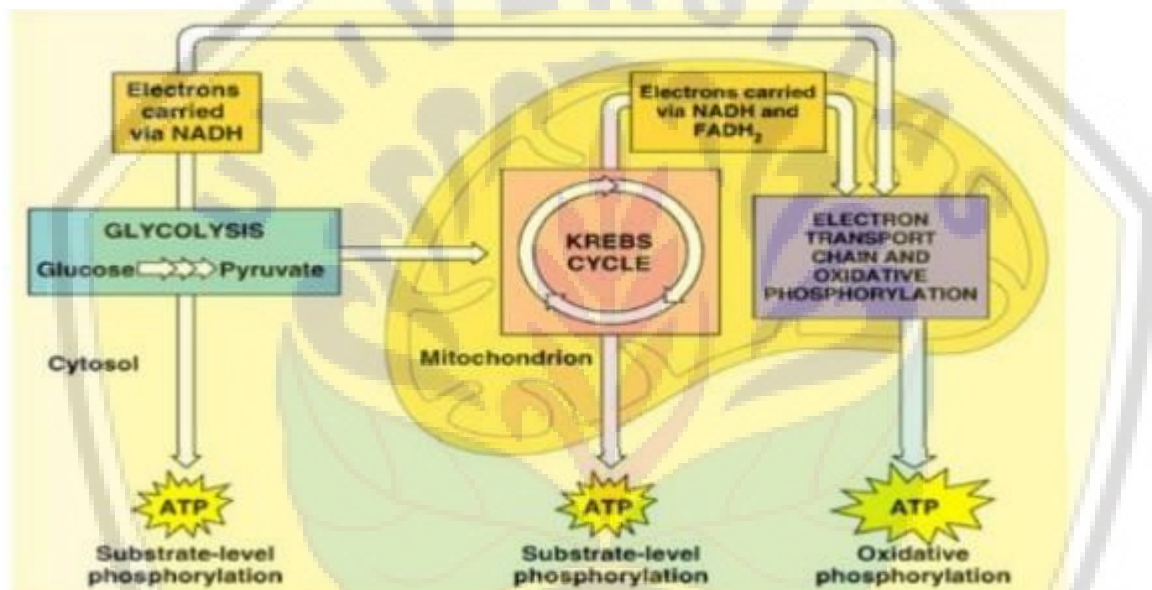 Electrons
carried
via NADH
Electrons carried
via NADH and
FADH2
GLYCOLYSIS
Glucose Pyruvate
KREBS
CYCLE
ELECTRON
TRANSPORT
CHAIN AND
OXIDATIVE
PHOSPHORYLATION
Cytosol
Mitochondrion
ATP
ATP
ATP
Substrate-level
phosphorylation
Substrate-level
phosphorylation
Oxidative
phosphorylation
UNIVERSITAS